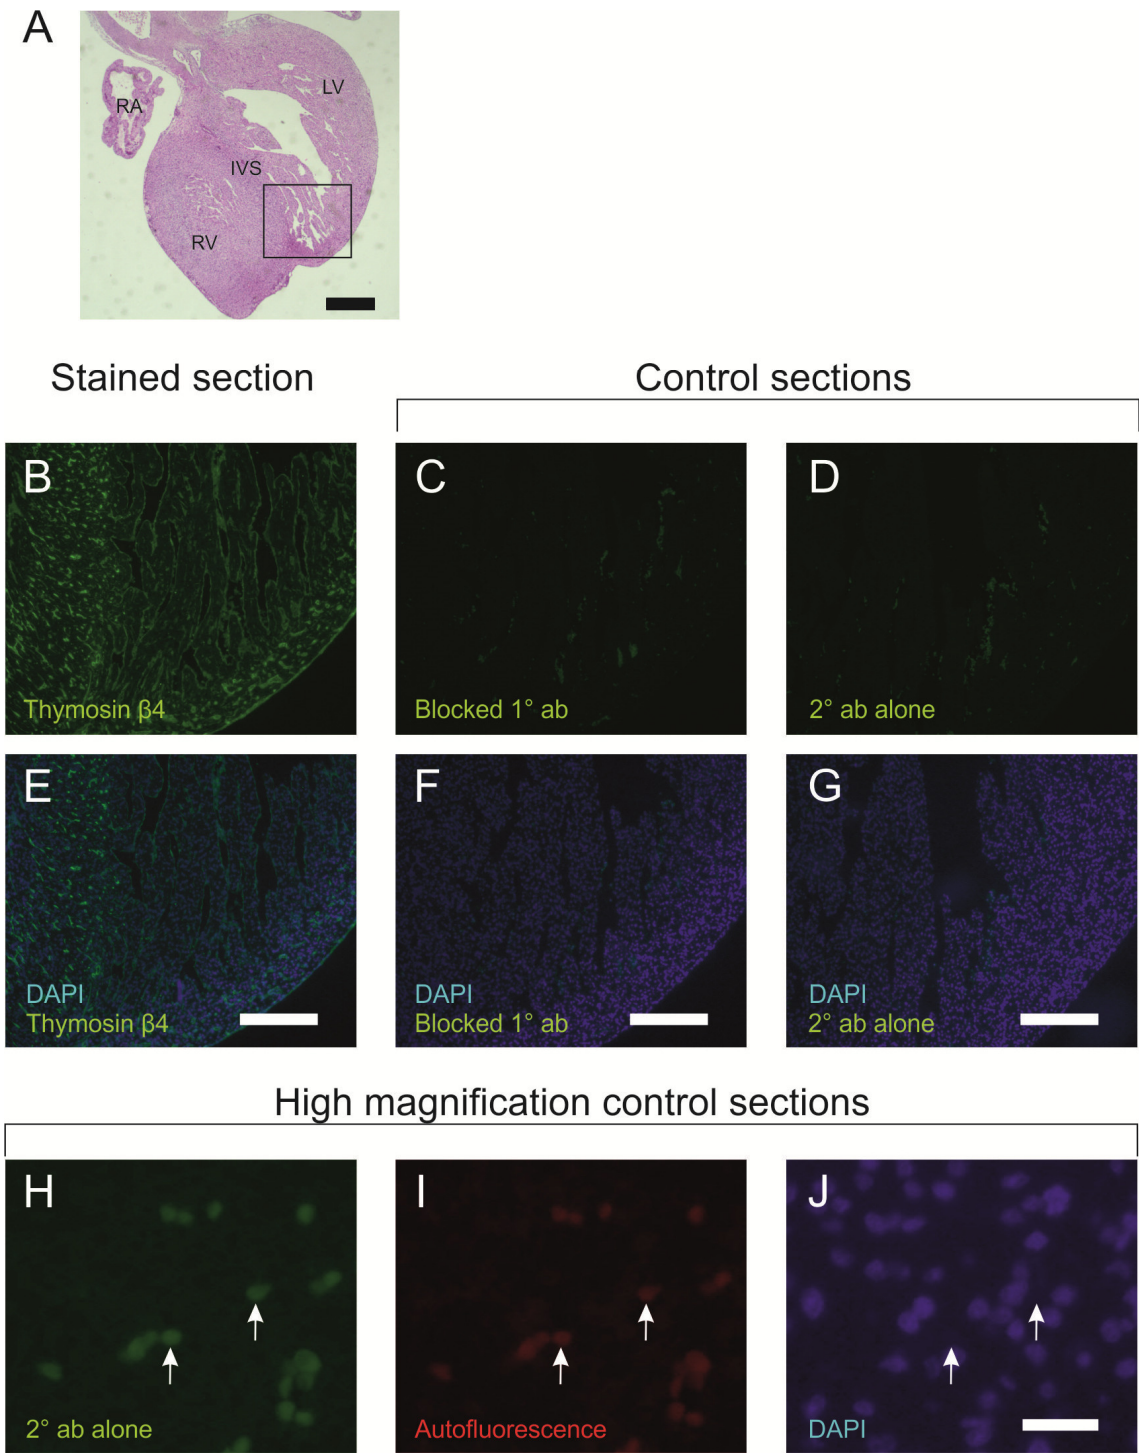 A
RA
LV
IVS
RV
Stained section
Control sections
B
Thymosin β4
C
Blocked 1° ab
D
2° ab alone
E
DAPI
Thymosin β4
F
DAPI
Blocked 1° ab
G
DAPI
2° ab alone
High magnification control sections
H
2° ab alone
I
Autofluorescence
J
DAPI